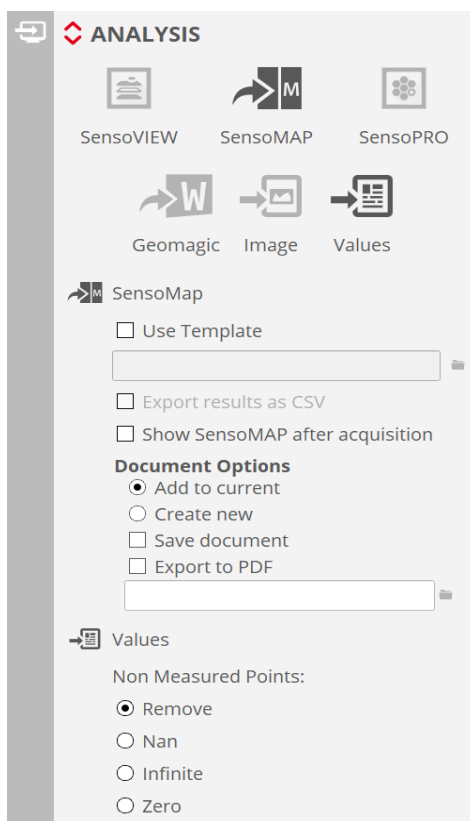 ANALYSIS
M
SensoVIEW SensoMAP SensoPRO
W
Geomagic Image Values
M SensoMap
Use Template
Export results as CSV
Show SensoMAP after acquisition
Document Options
Add to current
Create new
Save document
Export to PDF
Values
Non Measured Points:
Remove
Nan
Infinite
Zero